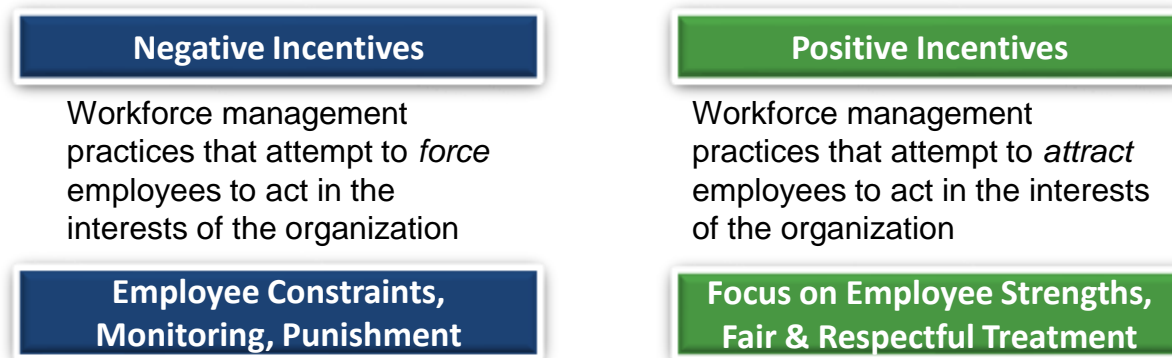 Negative Incentives
Workforce management
practices that attempt to force
employees to act in the
interests of the organization
Employee Constraints,
Monitoring, Punishment
Positive Incentives
Workforce management
practices that attempt to attract
employees to act in the interests
of the organization
Focus on Employee Strengths,
Fair & Respectful Treatment